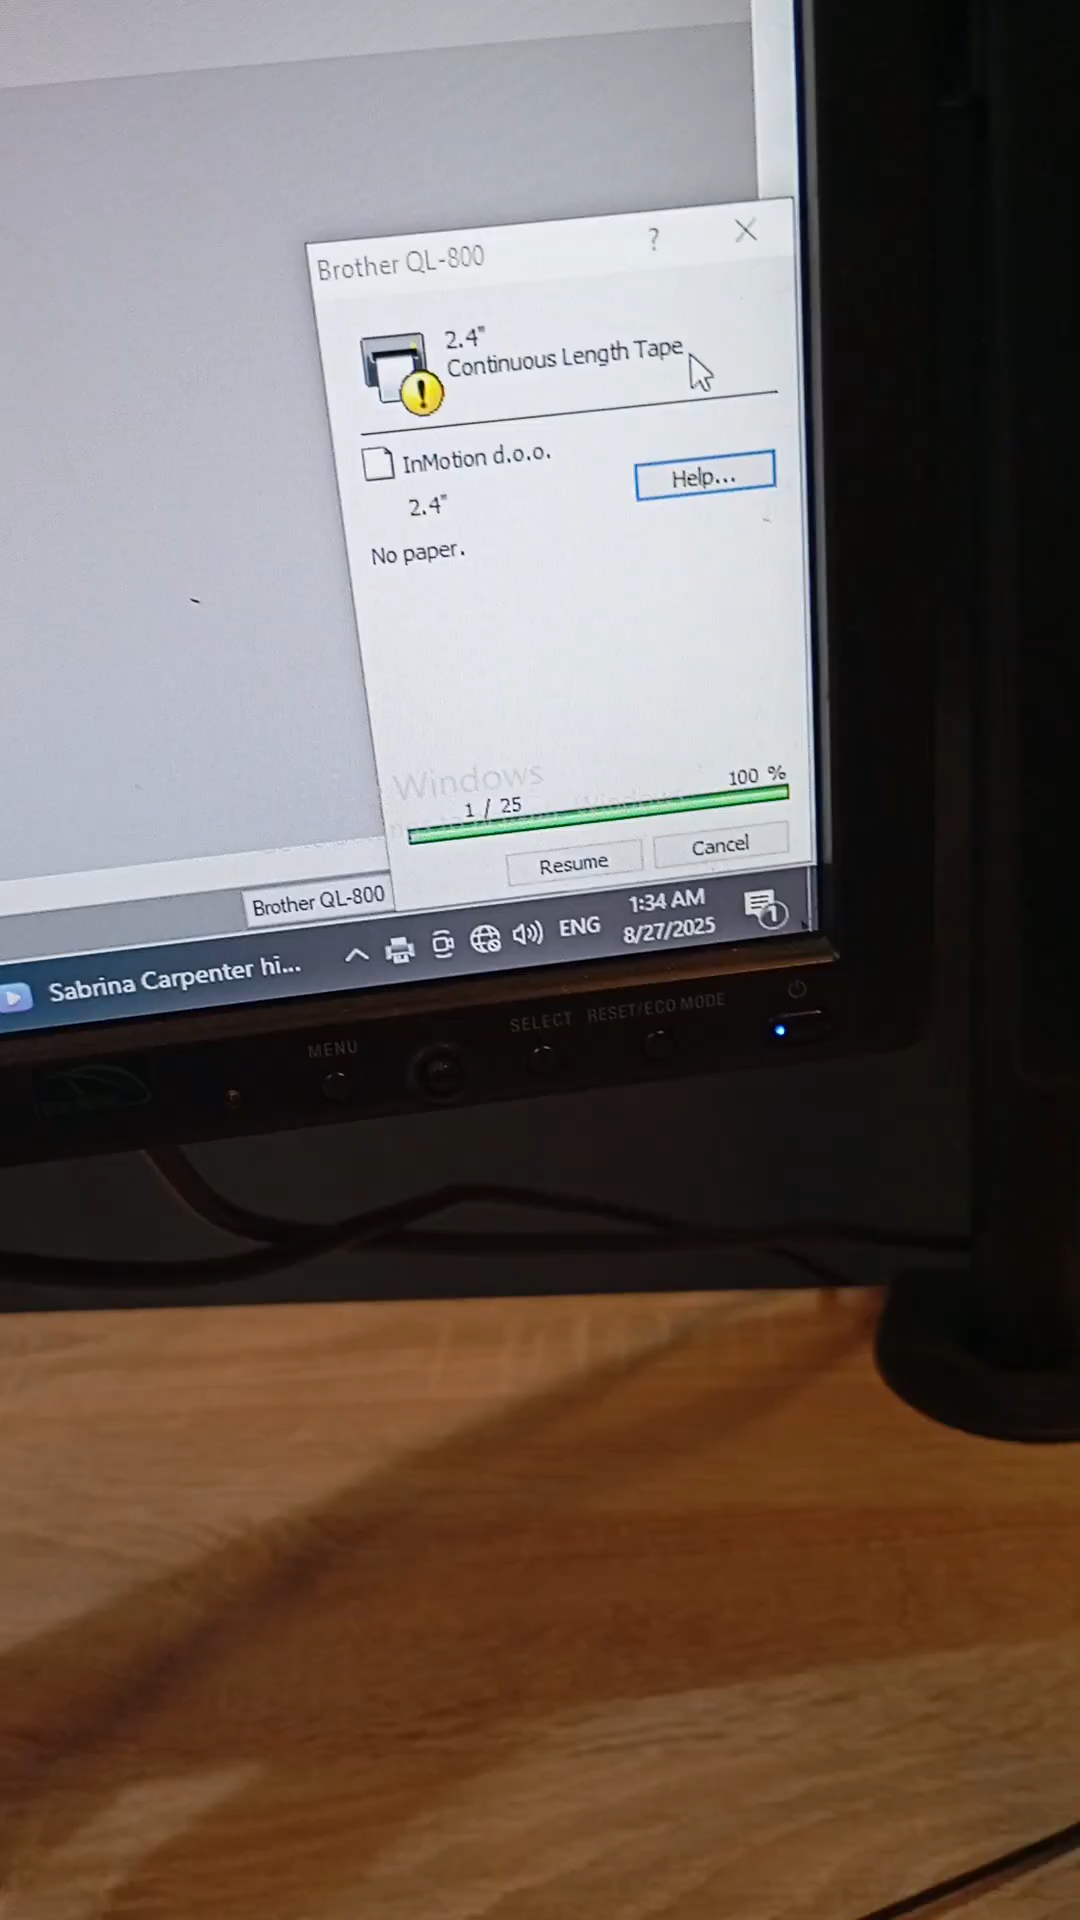 Brother QL-800
?
2.4"
Continuous Length Tape
InMotion d.o.o.
Help...
2.4"
No paper.
Windows
100 %
1 / 25
Resume
Cancel
Brother QL-800
Sabrina Carpenter hi...
ENG
1:34 AM
8/27/2025
1
MENU
SELECT
RESET/ECO MODE